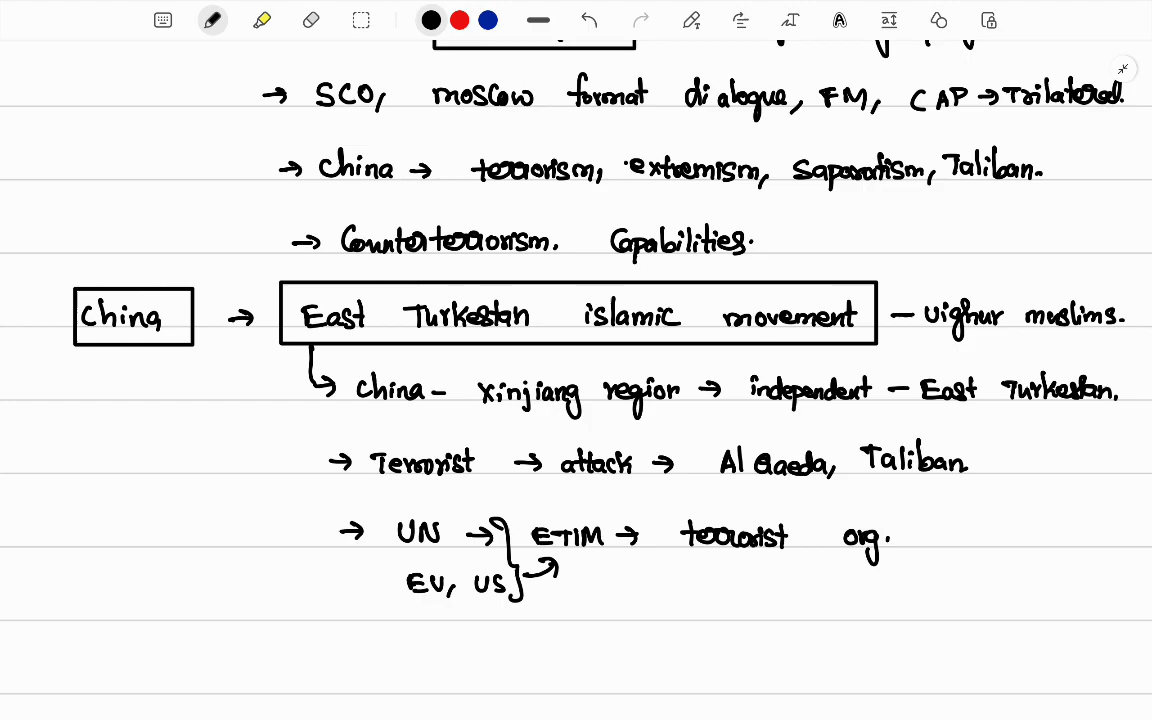 → SCO, moscow format dialogue, FM, CAP → Trilateral.
→ China → terrorism, extremism, Saparatism, Taliban.
→ Counterterrorism. Capabilities.
China → East Turkestan islamic movement – Uighur muslims.
China – Xinjiang region → independent – East Turkestan.
→ Terrorist → attack → Al Qaeda, Taliban
→ UN → ETIM → terrorist org.
EU, US